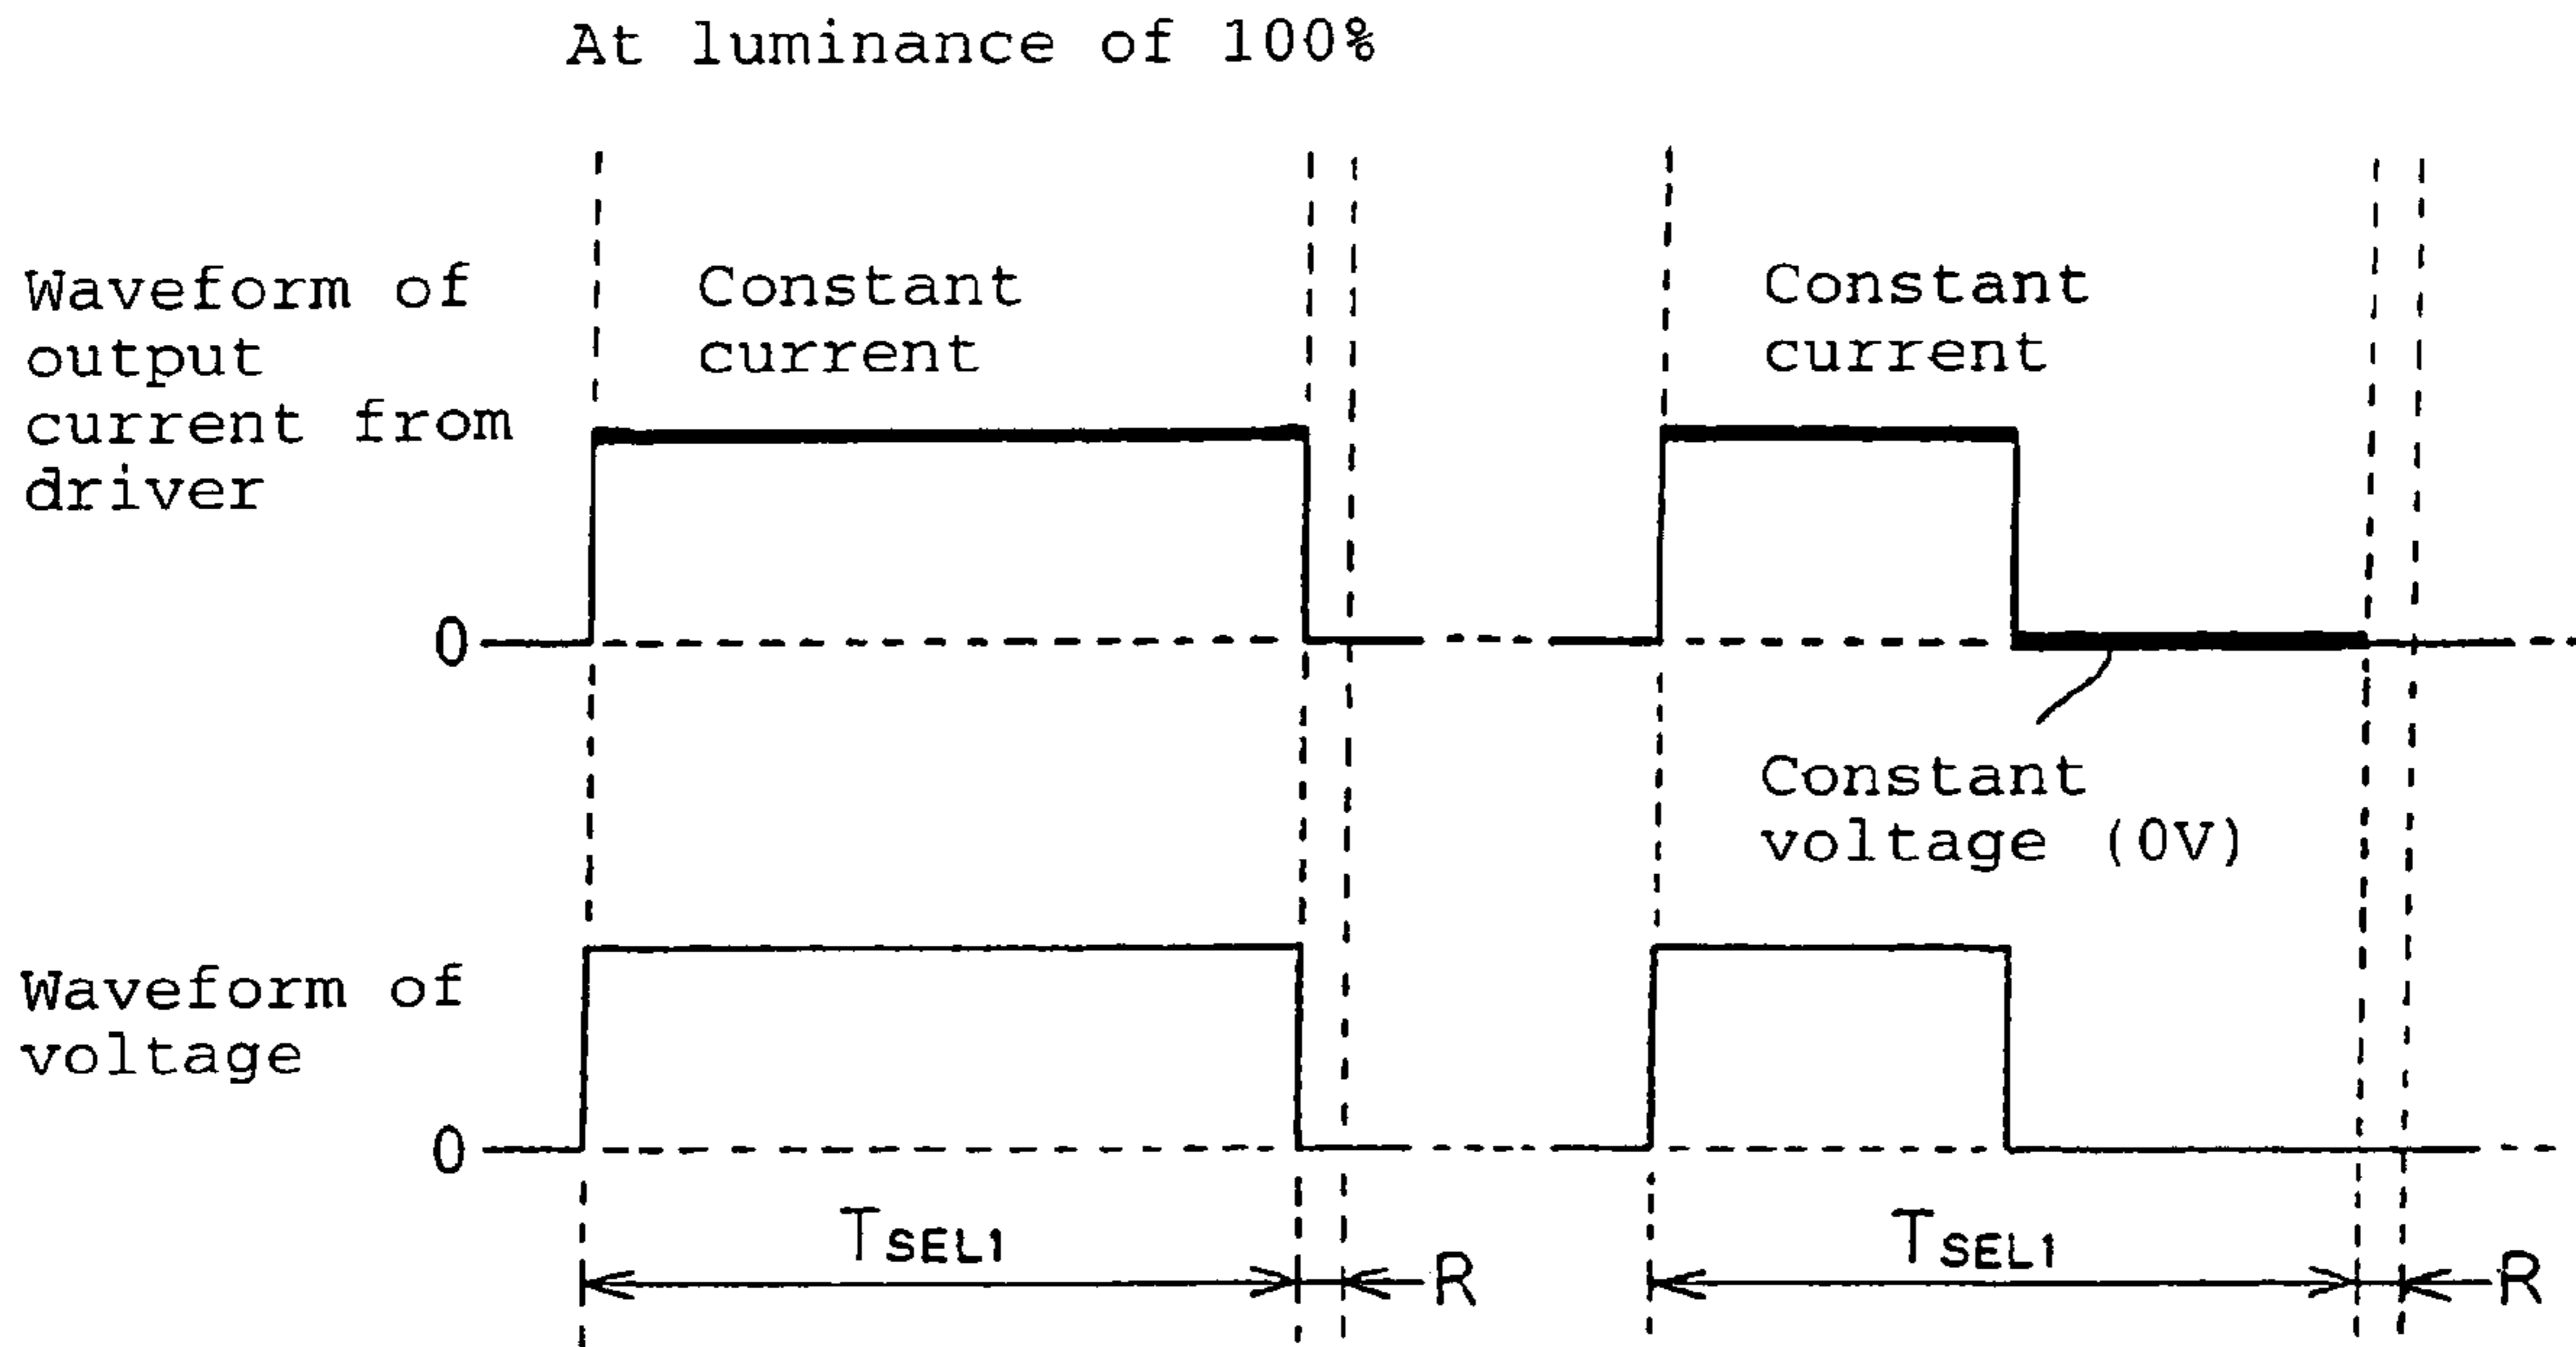 At luminance of 100%
Waveform of
output
current from
driver
Constant
current
Constant
current
0
Constant
voltage (0V)
Waveform of
voltage
0
TSEL1
R
TSEL1
R